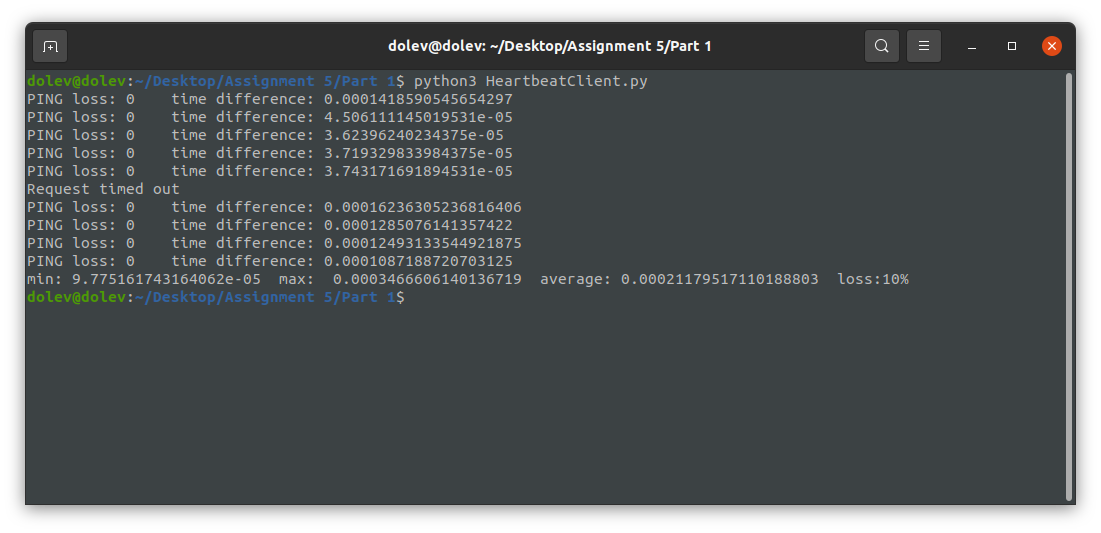 dolev@dolev: ~/Desktop/Assignment 5/Part 1
dolev@dolev:~/Desktop/Assignment 5/Part 1$ python3 HeartbeatClient.py
PING loss: 0    time difference: 0.0001418590545654297
PING loss: 0    time difference: 4.506111145019531e-05
PING loss: 0    time difference: 3.62396240234375e-05
PING loss: 0    time difference: 3.719329833984375e-05
PING loss: 0    time difference: 3.743171691894531e-05
Request timed out
PING loss: 0    time difference: 0.00016236305236816406
PING loss: 0    time difference: 0.0001285076141357422
PING loss: 0    time difference: 0.00012493133544921875
PING loss: 0    time difference: 0.0001087188720703125
min: 9.775161743164062e-05  max:  0.0003466606140136719  average: 0.00021179517110188803  loss:10%
dolev@dolev:~/Desktop/Assignment 5/Part 1$